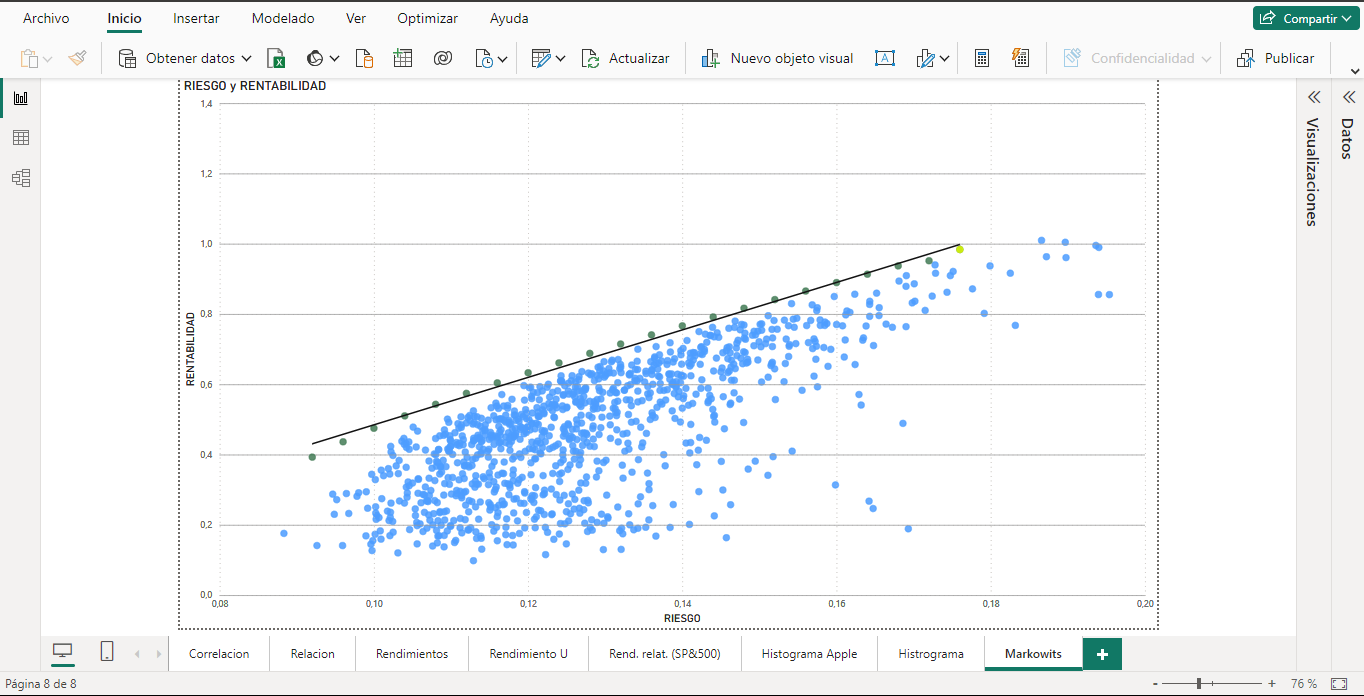 Archivo Inicio Insertar Modelado Ver Optimizar Ayuda Compartir
Obtener datos Actualizar Nuevo objeto visual Confidencialidad Publicar
RIESGO y RENTABILIDAD
1,4
1,2
1,0
0,8
0,6
0,4
0,2
0,0
RENTABILIDAD
0,08 0,10 0,12 0,14 0,16 0,18 0,20
RIESGO
Visualizaciones
Datos
Correlacion Relacion Rendimientos Rendimiento U Rend. relat. (SP&500) Histograma Apple Histrograma Markowits +
Página 8 de 8 - + 76 %